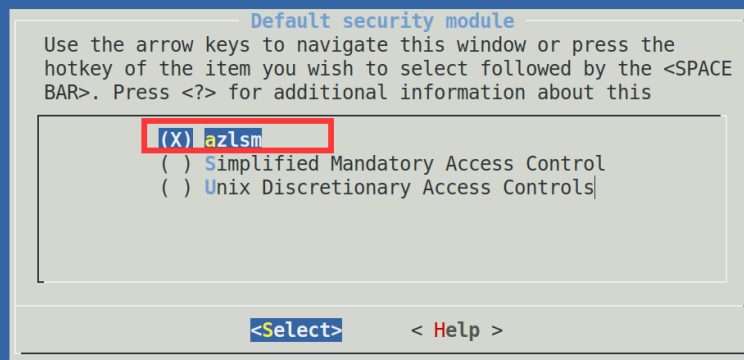 Default security module
Use the arrow keys to navigate this window or press the
hotkey of the item you wish to select followed by the <SPACE
BAR>. Press <?> for additional information about this
(X) azlsm
( ) Simplified Mandatory Access Control
( ) Unix Discretionary Access Controls
<Select> < Help >